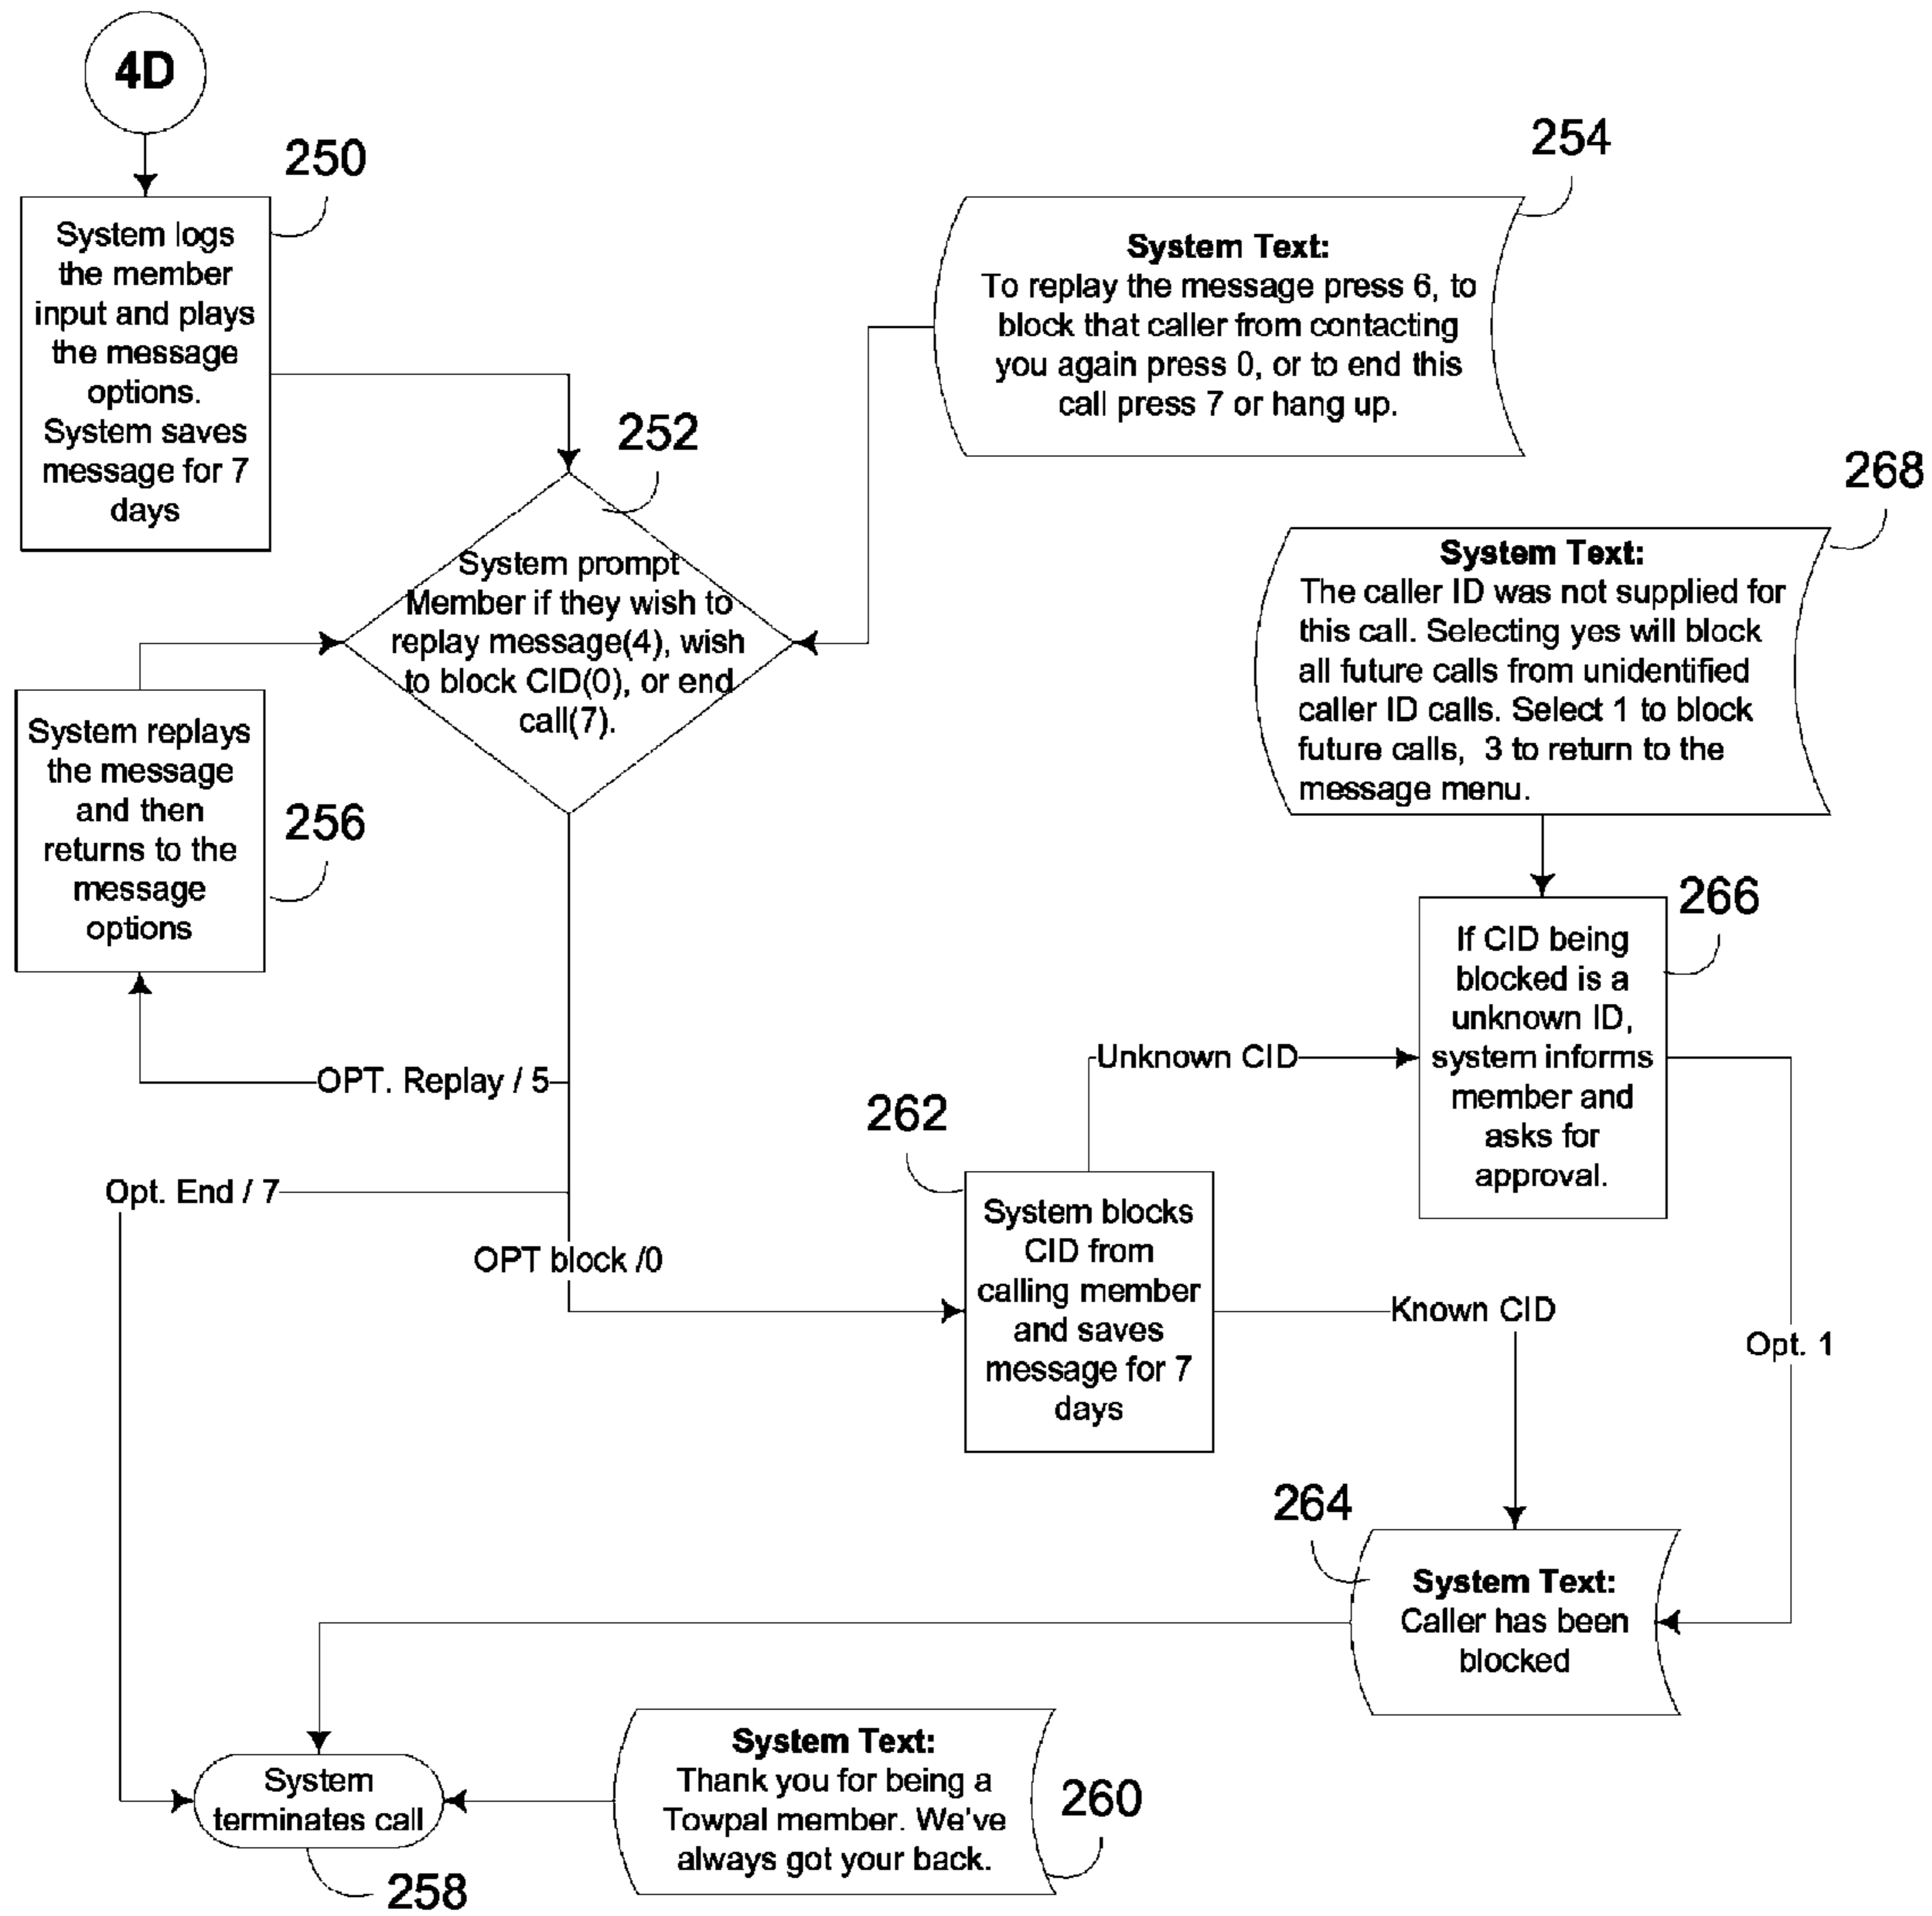 4D
250
System logs
the member
input and plays
the message
options.
System saves
message for 7
days
254
System Text:
To replay the message press 6, to
block that caller from contacting
you again press 0, or to end this
call press 7 or hang up.
252
System prompt
Member if they wish to
replay message(4), wish
to block CID(0), or end
call(7).
268
System Text:
The caller ID was not supplied for
this call. Selecting yes will block
all future calls from unidentified
caller ID calls. Select 1 to block
future calls, 3 to return to the
message menu.
256
System replays
the message
and then
returns to the
message
options
266
If CID being
blocked is a
unknown ID,
system informs
member and
asks for
approval.
OPT. Replay / 5
Unknown CID
262
System blocks
CID from
calling member
and saves
message for 7
days
Opt. End / 7
OPT block /0
Known CID
Opt. 1
264
System Text:
Caller has been
blocked
System
terminates call
258
System Text:
Thank you for being a
Towpal member. We've
always got your back.
260